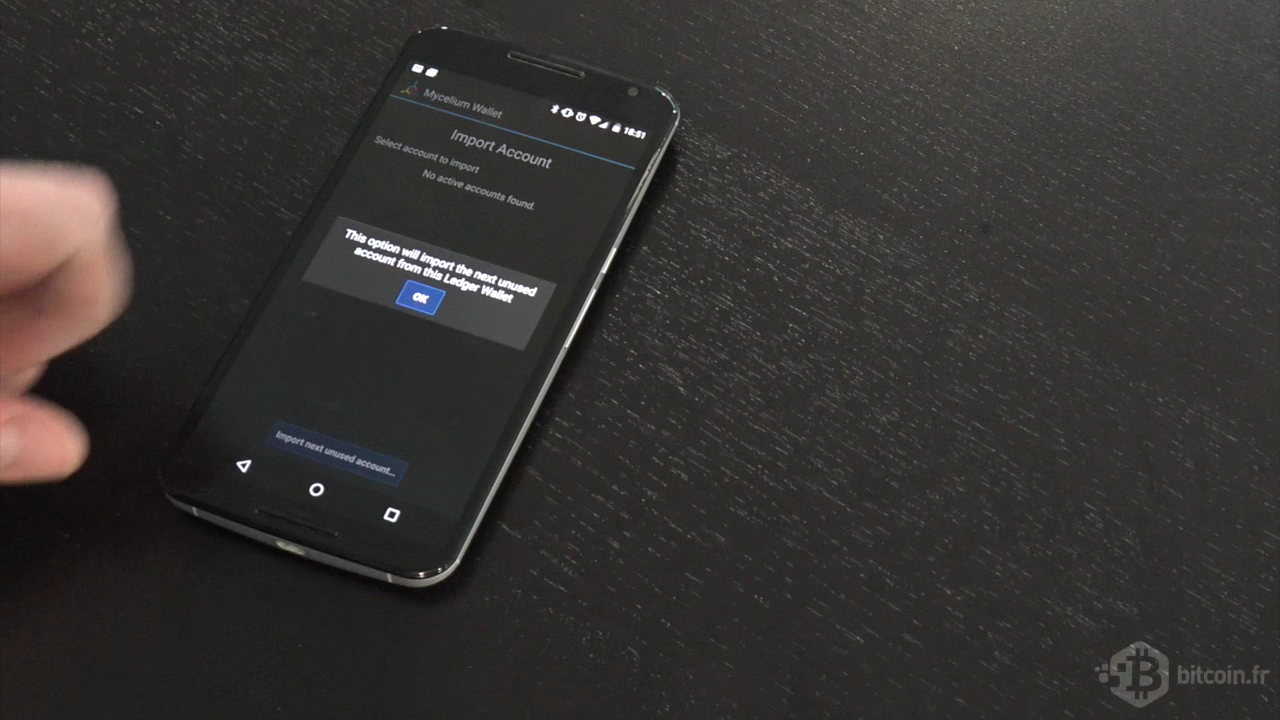 18:51
Mycelium Wallet
Import Account
Select account to import
No active accounts found.
This option will import the next unused
account from this Ledger Wallet
OK
Import next unused account...
bitcoin.fr